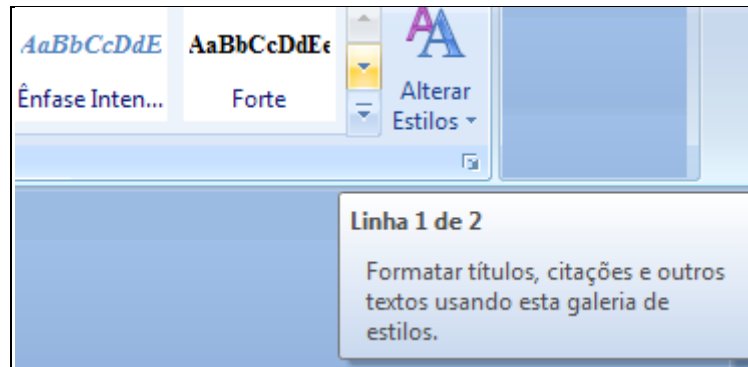 AaBbCcDdE AaBbCcDdEe
Ênfase Inten... Forte
Alterar
Estilos
Linha 1 de 2
Formatar títulos, citações e outros
textos usando esta galeria de
estilos.